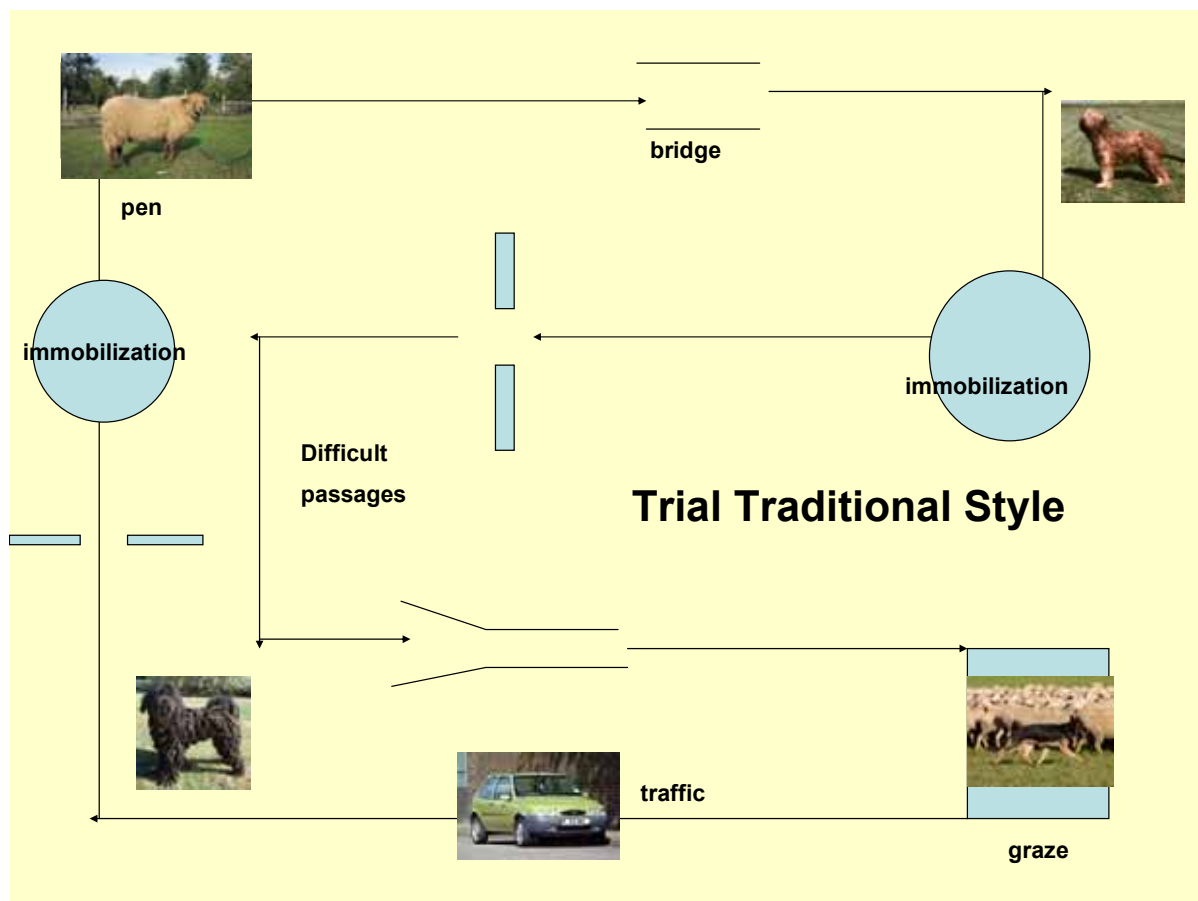 bridge
pen
immobilization
immobilization
Difficult
passages
Trial Traditional Style
traffic
graze